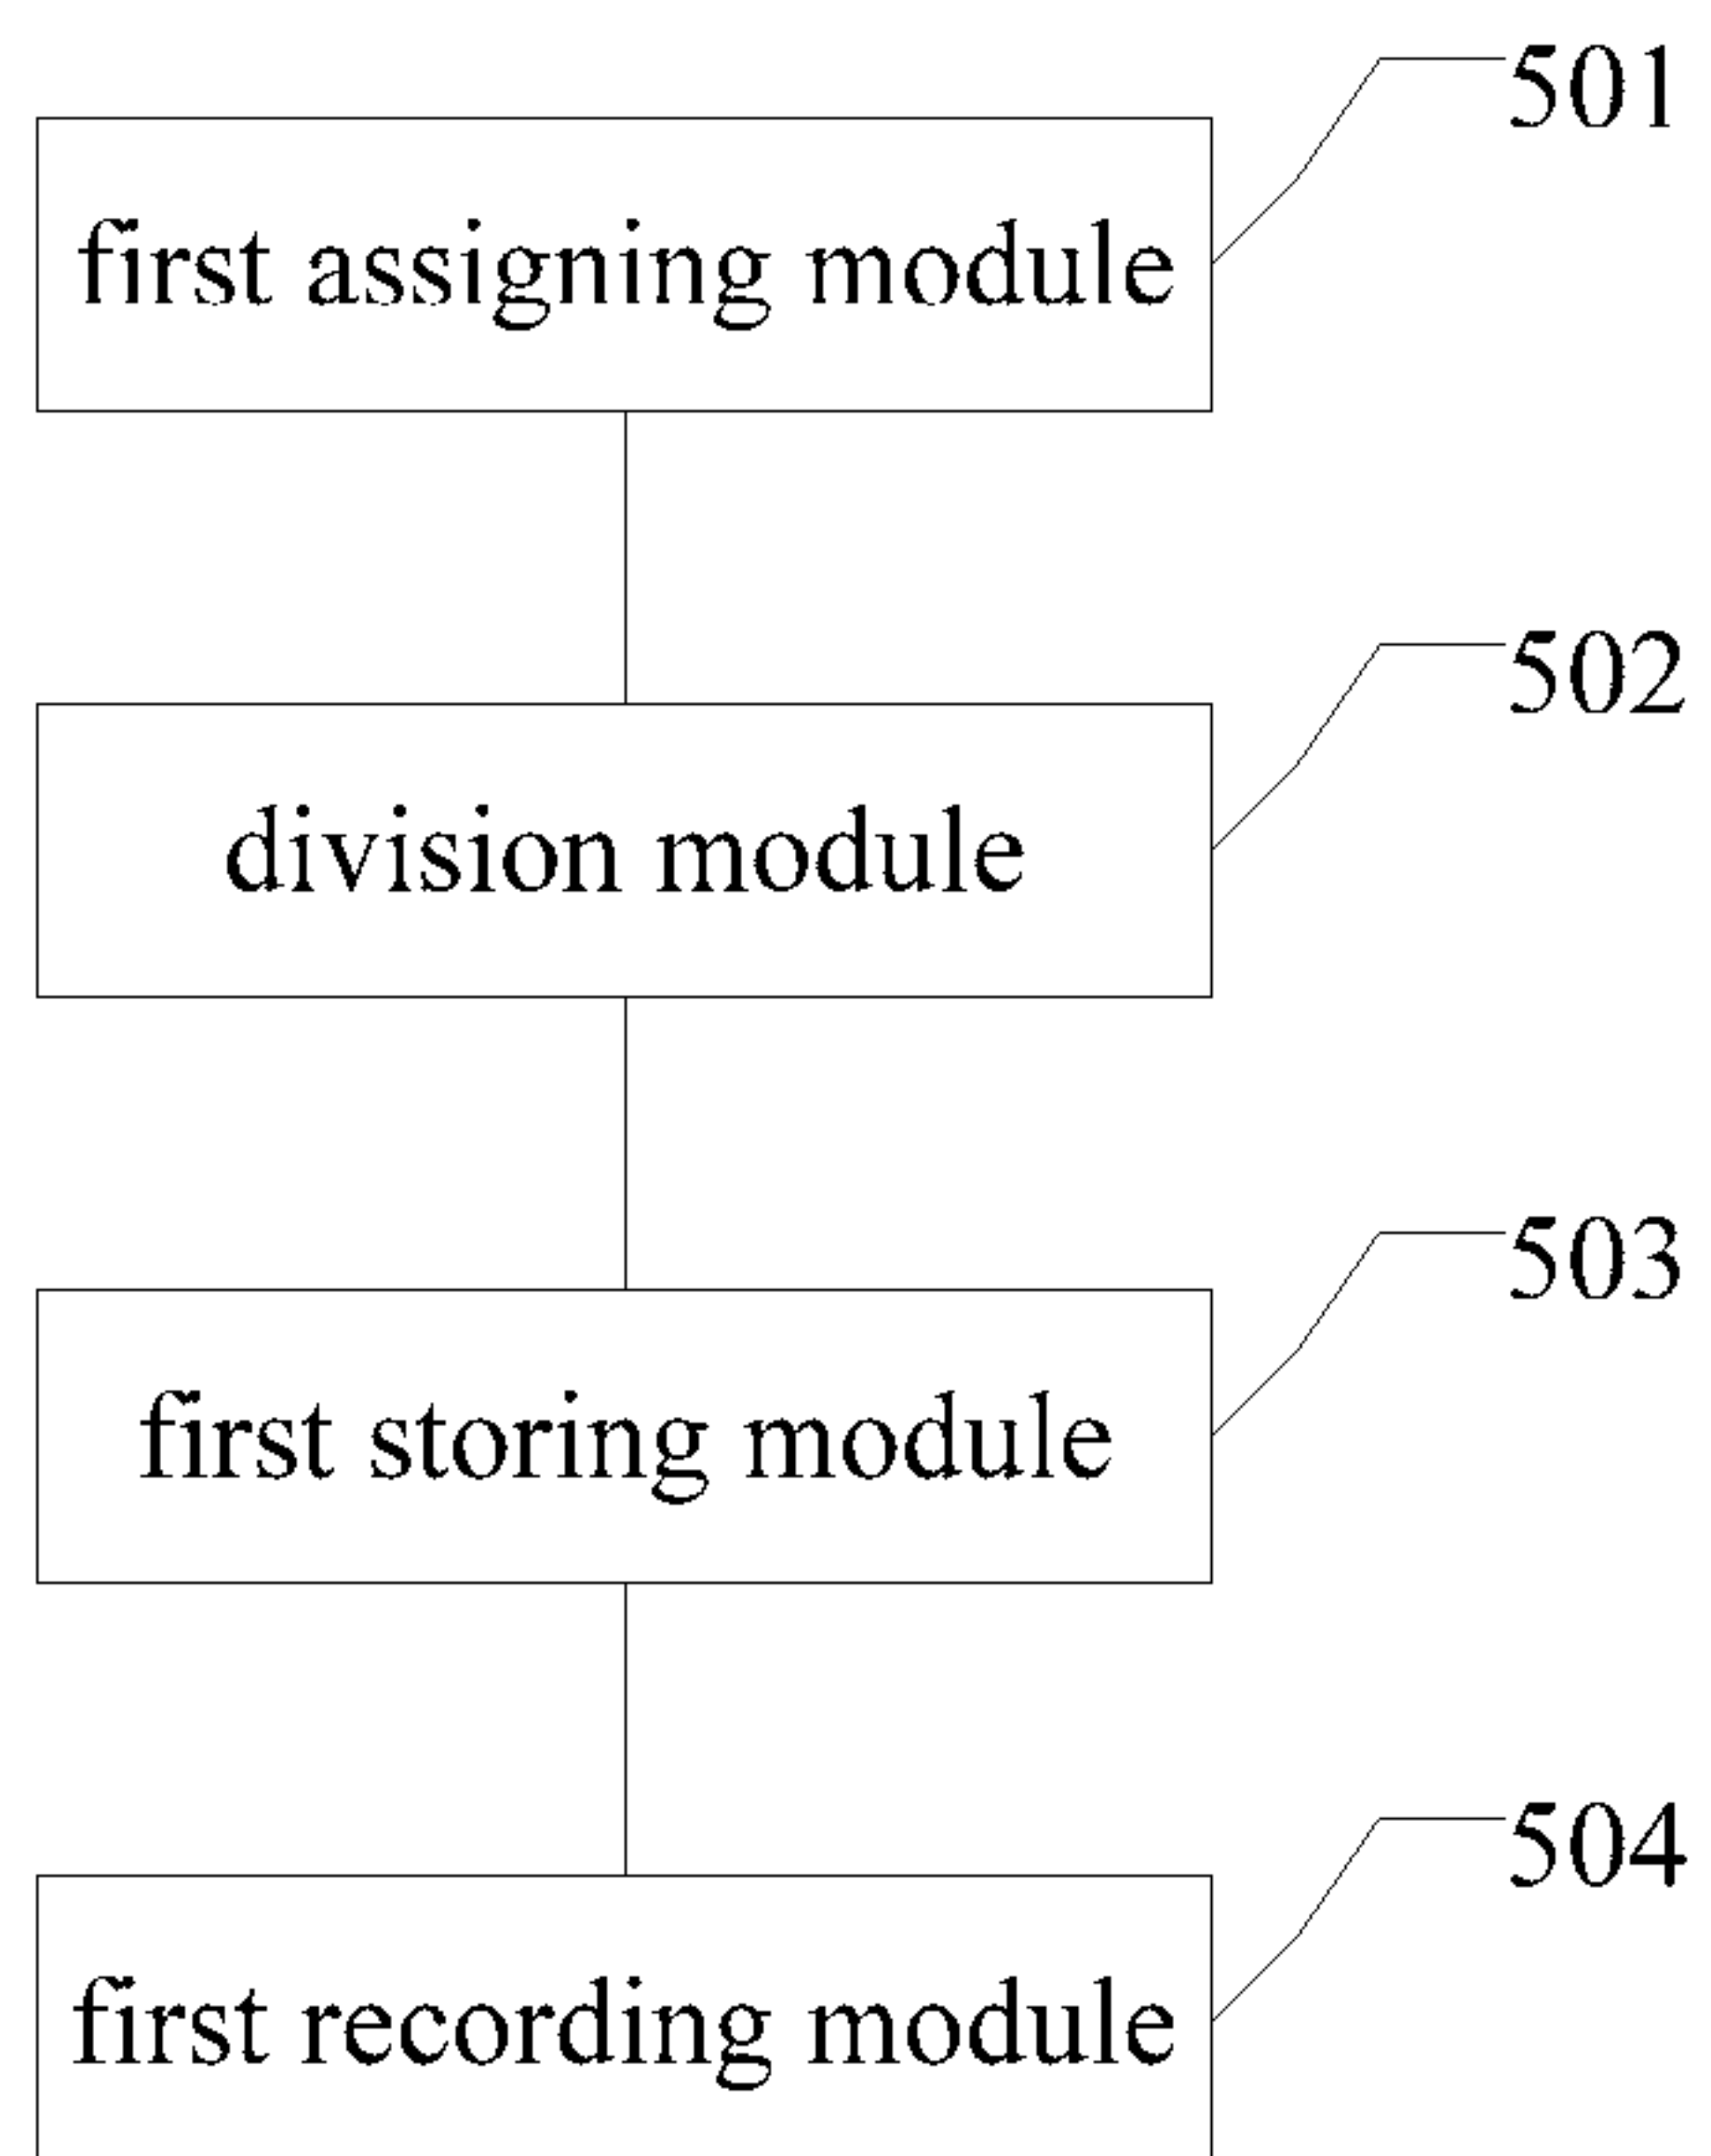 501
first assigning module
502
division module
503
first storing module
504
first recording module